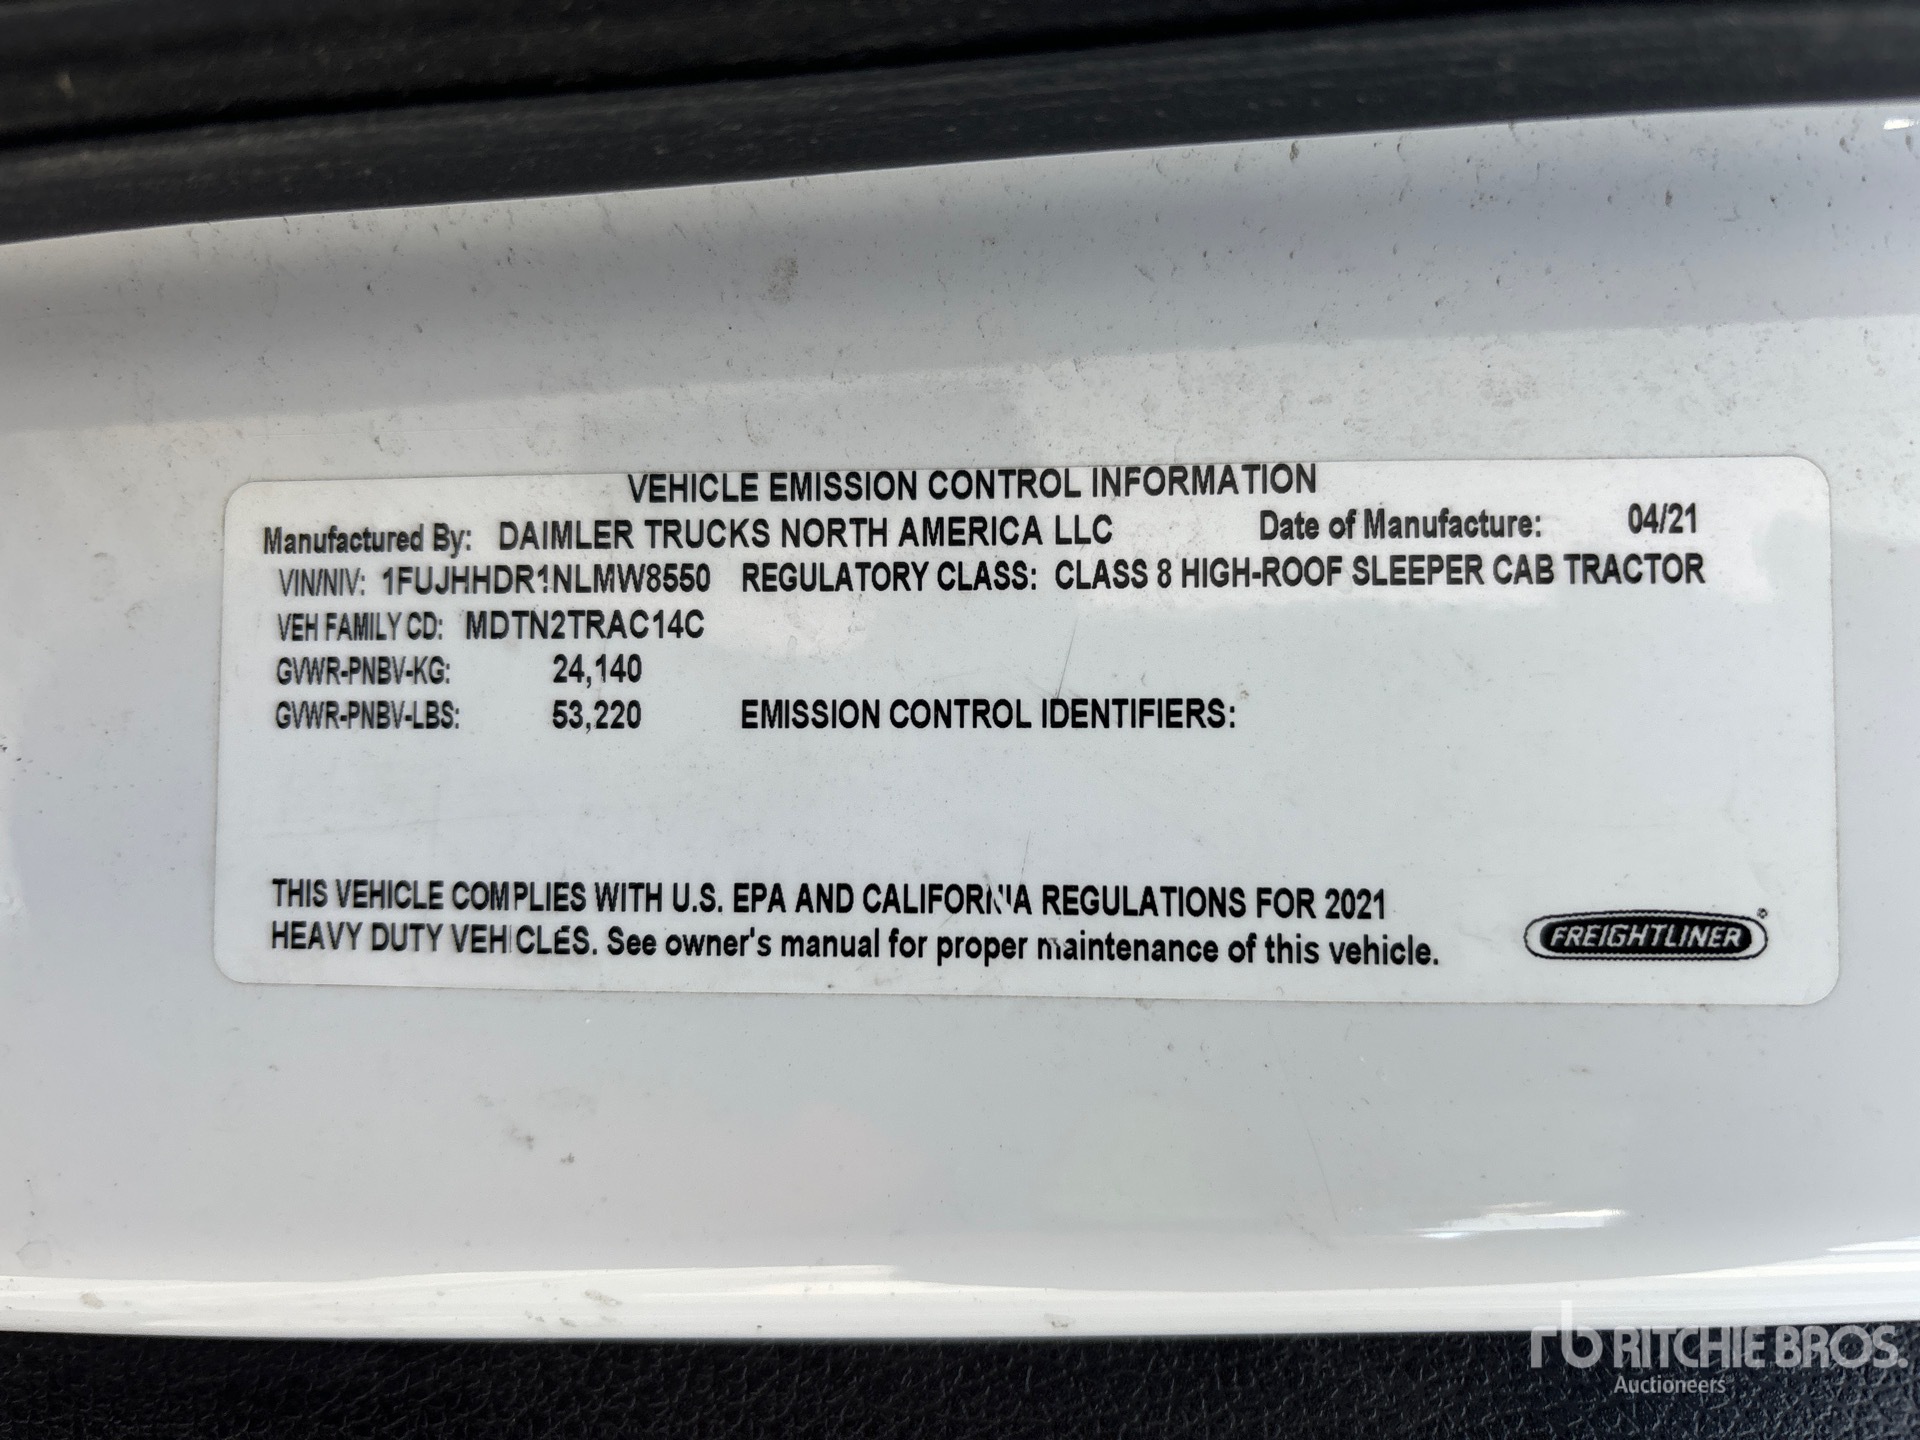 VEHICLE EMISSION CONTROL INFORMATION
Manufactured By: DAIMLER TRUCKS NORTH AMERICA LLC Date of Manufacture: 04/21
VIN/NIV: 1FUJHHDR1NLMW8550 REGULATORY CLASS: CLASS 8 HIGH-ROOF SLEEPER CAB TRACTOR
VEH FAMILY CD: MDTN2TRAC14C
GVWR-PNBV-KG: 24,140
GVWR-PNBV-LBS: 53,220 EMISSION CONTROL IDENTIFIERS:
THIS VEHICLE COMPLIES WITH U.S. EPA AND CALIFORNIA REGULATIONS FOR 2021
HEAVY DUTY VEHICLES. See owner's manual for proper maintenance of this vehicle.
FREIGHTLINER
rb RITCHIE BROS.
Auctioneers